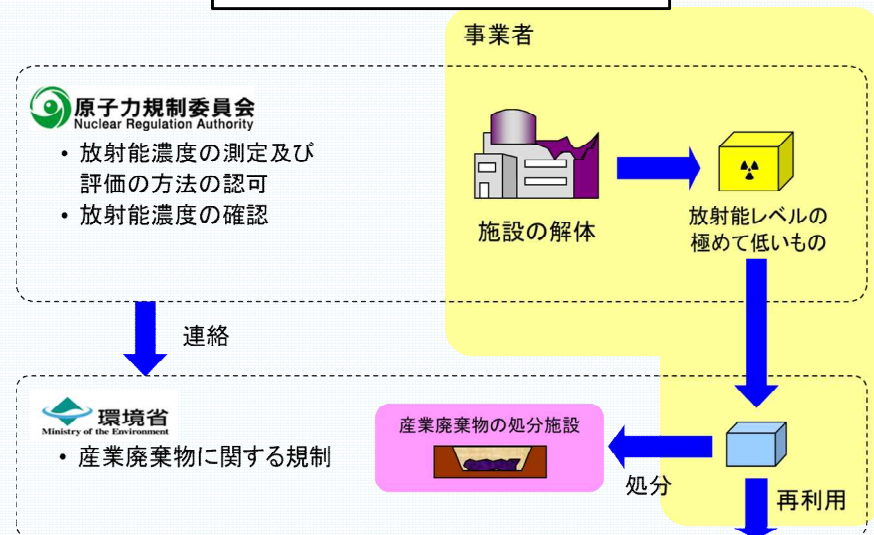 事業者
原子力規制委員会
Nuclear Regulation Authority
・放射能濃度の測定及び
評価の方法の認可
・放射能濃度の確認
施設の解体
放射能レベルの
極めて低いもの
連絡
環境省
Ministry of the Environment
・産業廃棄物に関する規制
産業廃棄物の処分施設
処分
再利用